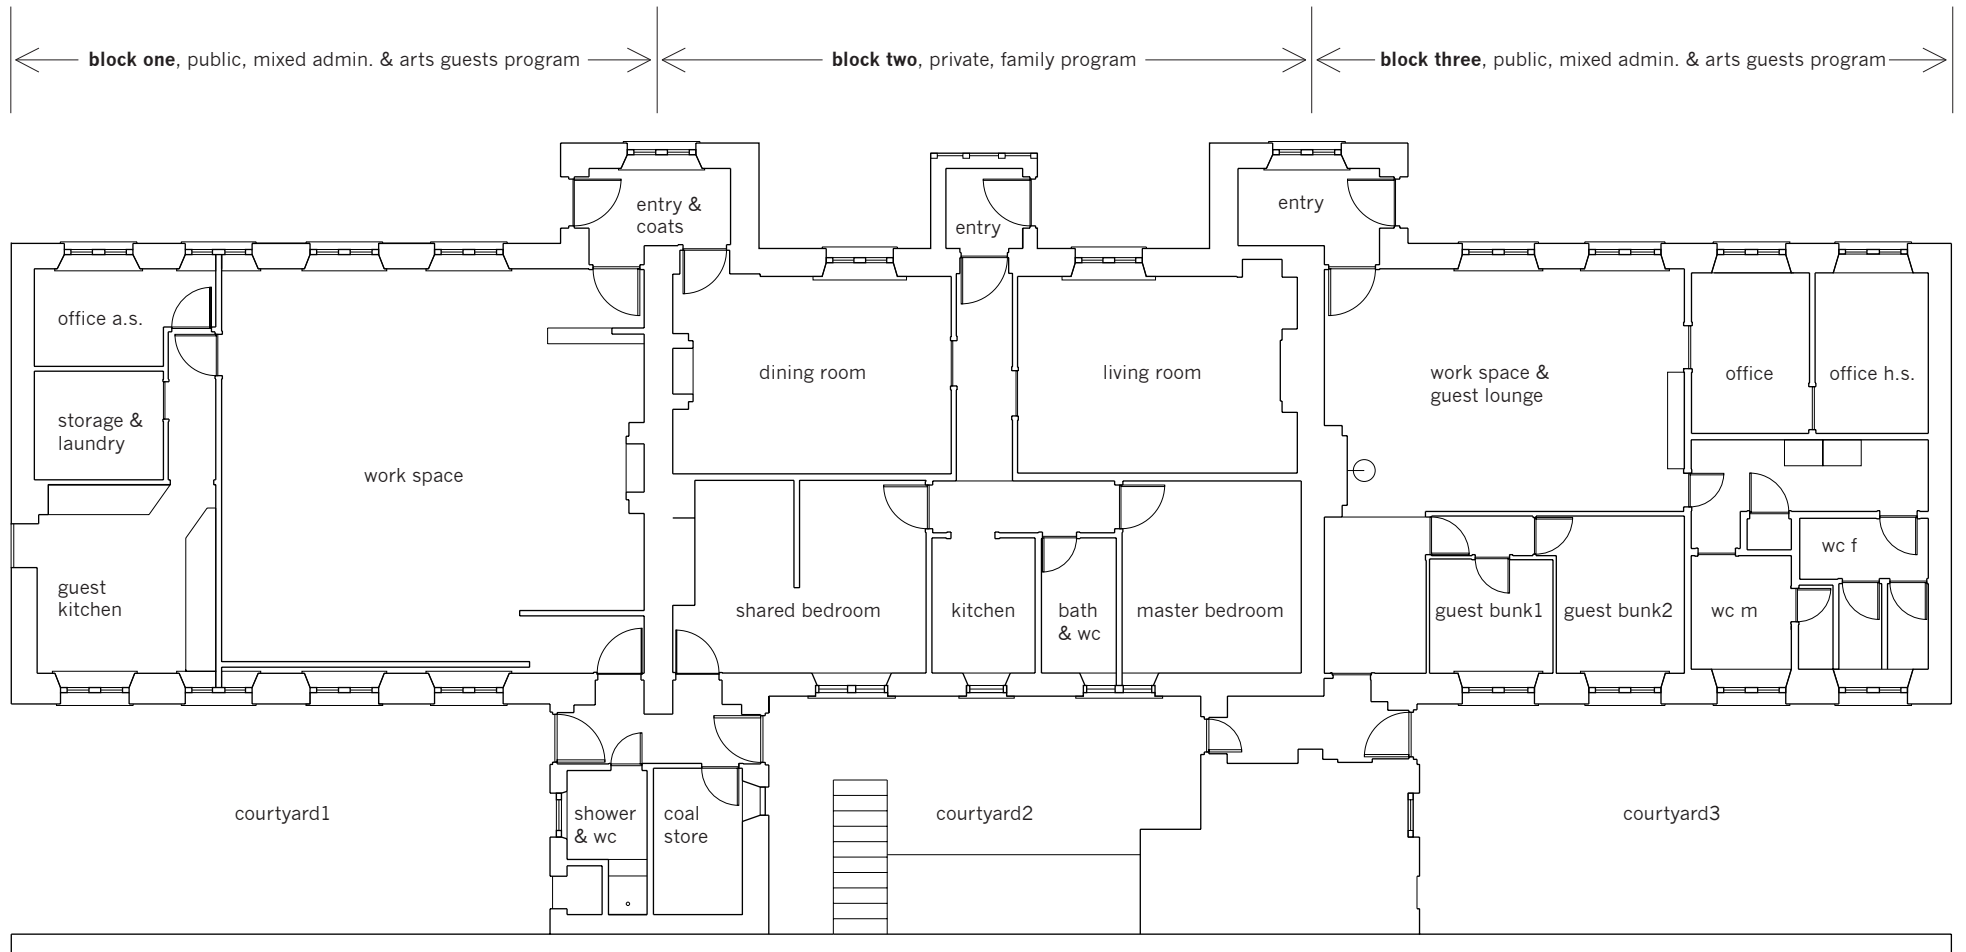 block one, public, mixed admin. & arts guests program
block two, private, family program
block three, public, mixed admin. & arts guests program
entry &
coats
entry
entry
office a.s.
storage &
laundry
guest
kitchen
work space
dining room
living room
work space &
guest lounge
office
office h.s.
shared bedroom
kitchen
bath
& wc
master bedroom
guest bunk1
guest bunk2
wc m
wc f
courtyard1
shower
& wc
coal
store
courtyard2
courtyard3